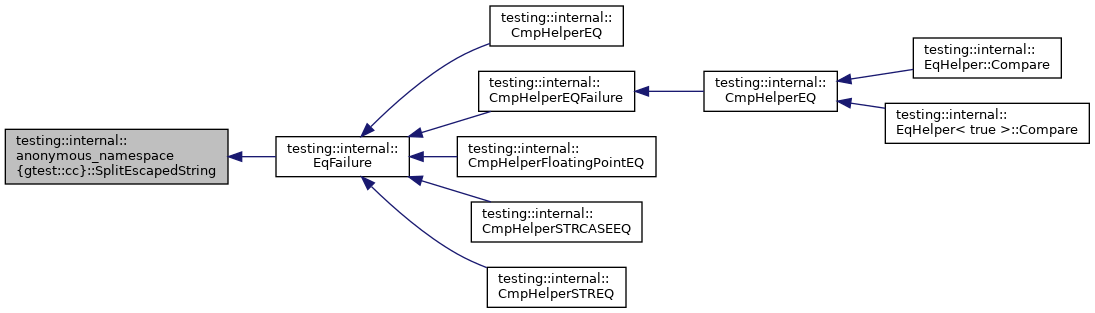 testing::internal::
anonymous_namespace
{gtest::cc}::SplitEscapedString
testing::internal::
EqFailure
testing::internal::
CmpHelperEQ
testing::internal::
CmpHelperEQFailure
testing::internal::
CmpHelperEQ
testing::internal::
EqHelper::Compare
testing::internal::
EqHelper< true >::Compare
testing::internal::
CmpHelperFloatingPointEQ
testing::internal::
CmpHelperSTRCASEEQ
testing::internal::
CmpHelperSTREQ